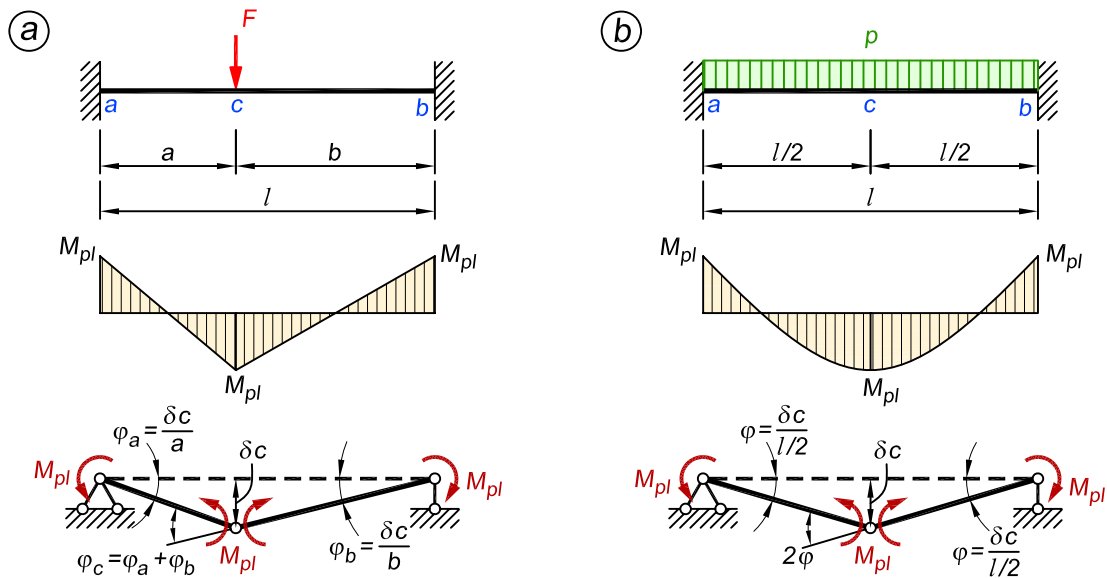 a
F
a c b
a b
l
M_pl M_pl
M_pl
φ_a = δc/a
δc
M_pl M_pl
φ_c = φ_a + φ_b
M_pl
φ_b = δc/b
b
p
a c b
l/2 l/2
l
M_pl M_pl
M_pl
φ = δc/l/2
δc
M_pl M_pl
2φ
M_pl
φ = δc/l/2